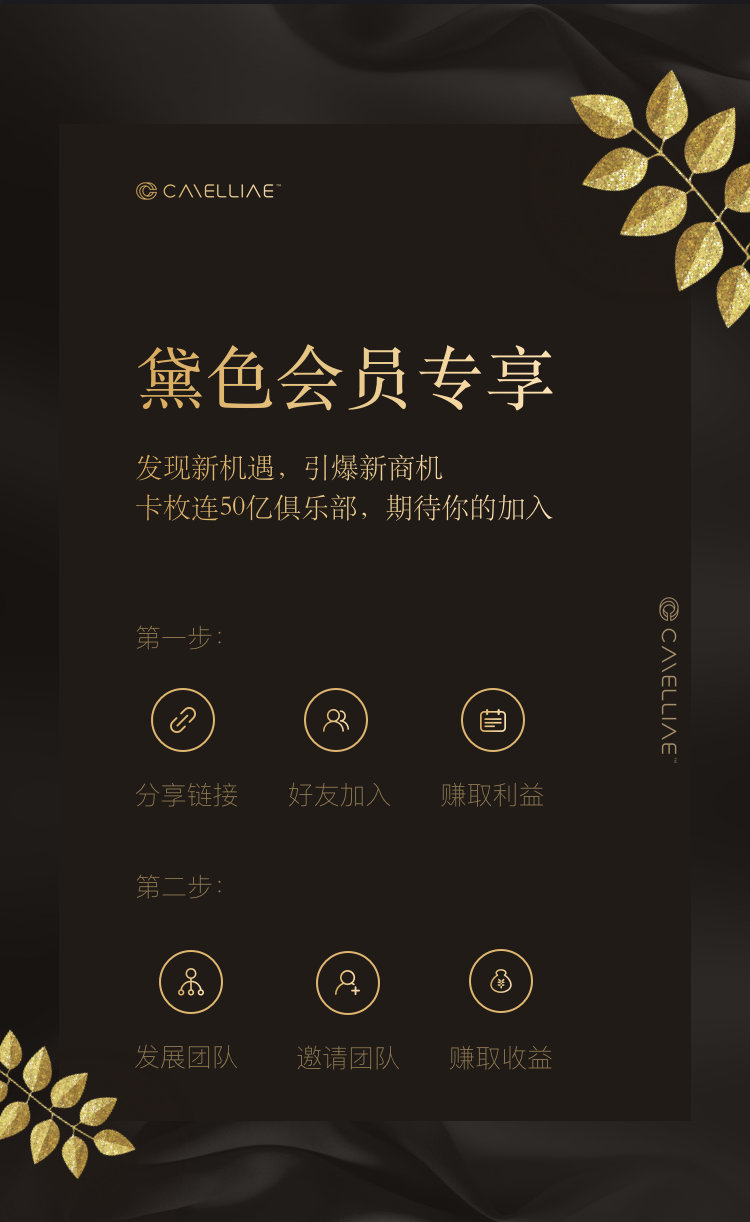 CMELLIAE™
黛色会员专享
发现新机遇，引爆新商机
卡枚连50亿俱乐部，期待你的加入
第一步：
分享链接 好友加入 赚取利益
第二步：
发展团队 邀请团队 赚取收益
CMELLIAE™